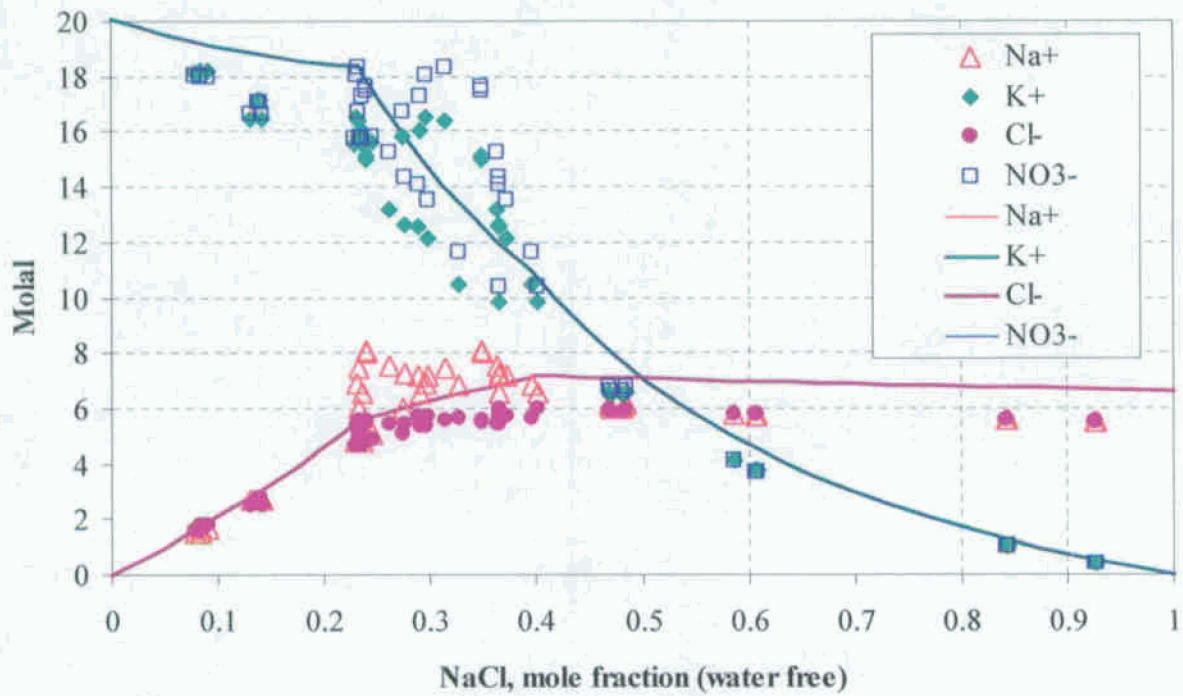 20
18
16
14
12
10
8
6
4
2
0
Molal
0 0.1 0.2 0.3 0.4 0.5 0.6 0.7 0.8 0.9 1
NaCl, mole fraction (water free)
Na+
K+
Cl-
NO3-
Na+
K+
Cl-
NO3-